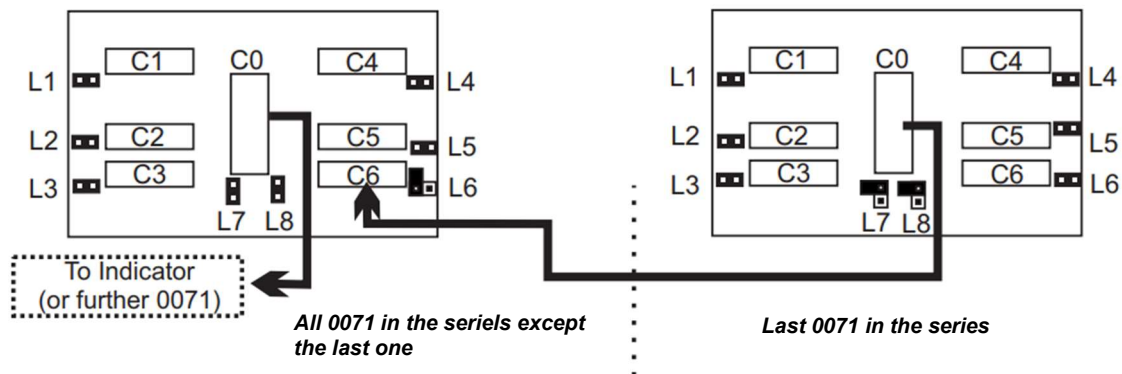 C1 C0 C4
L1 L4
L2 C2 C5 L5
L3 C3 C6 L6
L7 L8
To Indicator
(or further 0071)
All 0071 in the seriels except
the last one
C1 C0 C4
L1 L4
L2 C2 C5 L5
L3 C3 C6 L6
L7 L8
Last 0071 in the series